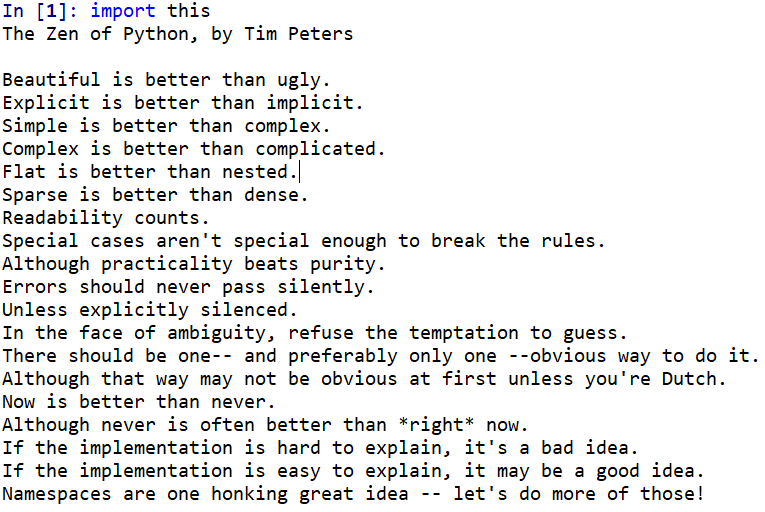 In [1]: import this
The Zen of Python, by Tim Peters

Beautiful is better than ugly.
Explicit is better than implicit.
Simple is better than complex.
Complex is better than complicated.
Flat is better than nested.
Sparse is better than dense.
Readability counts.
Special cases aren't special enough to break the rules.
Although practicality beats purity.
Errors should never pass silently.
Unless explicitly silenced.
In the face of ambiguity, refuse the temptation to guess.
There should be one-- and preferably only one --obvious way to do it.
Although that way may not be obvious at first unless you're Dutch.
Now is better than never.
Although never is often better than *right* now.
If the implementation is hard to explain, it's a bad idea.
If the implementation is easy to explain, it may be a good idea.
Namespaces are one honking great idea -- let's do more of those!